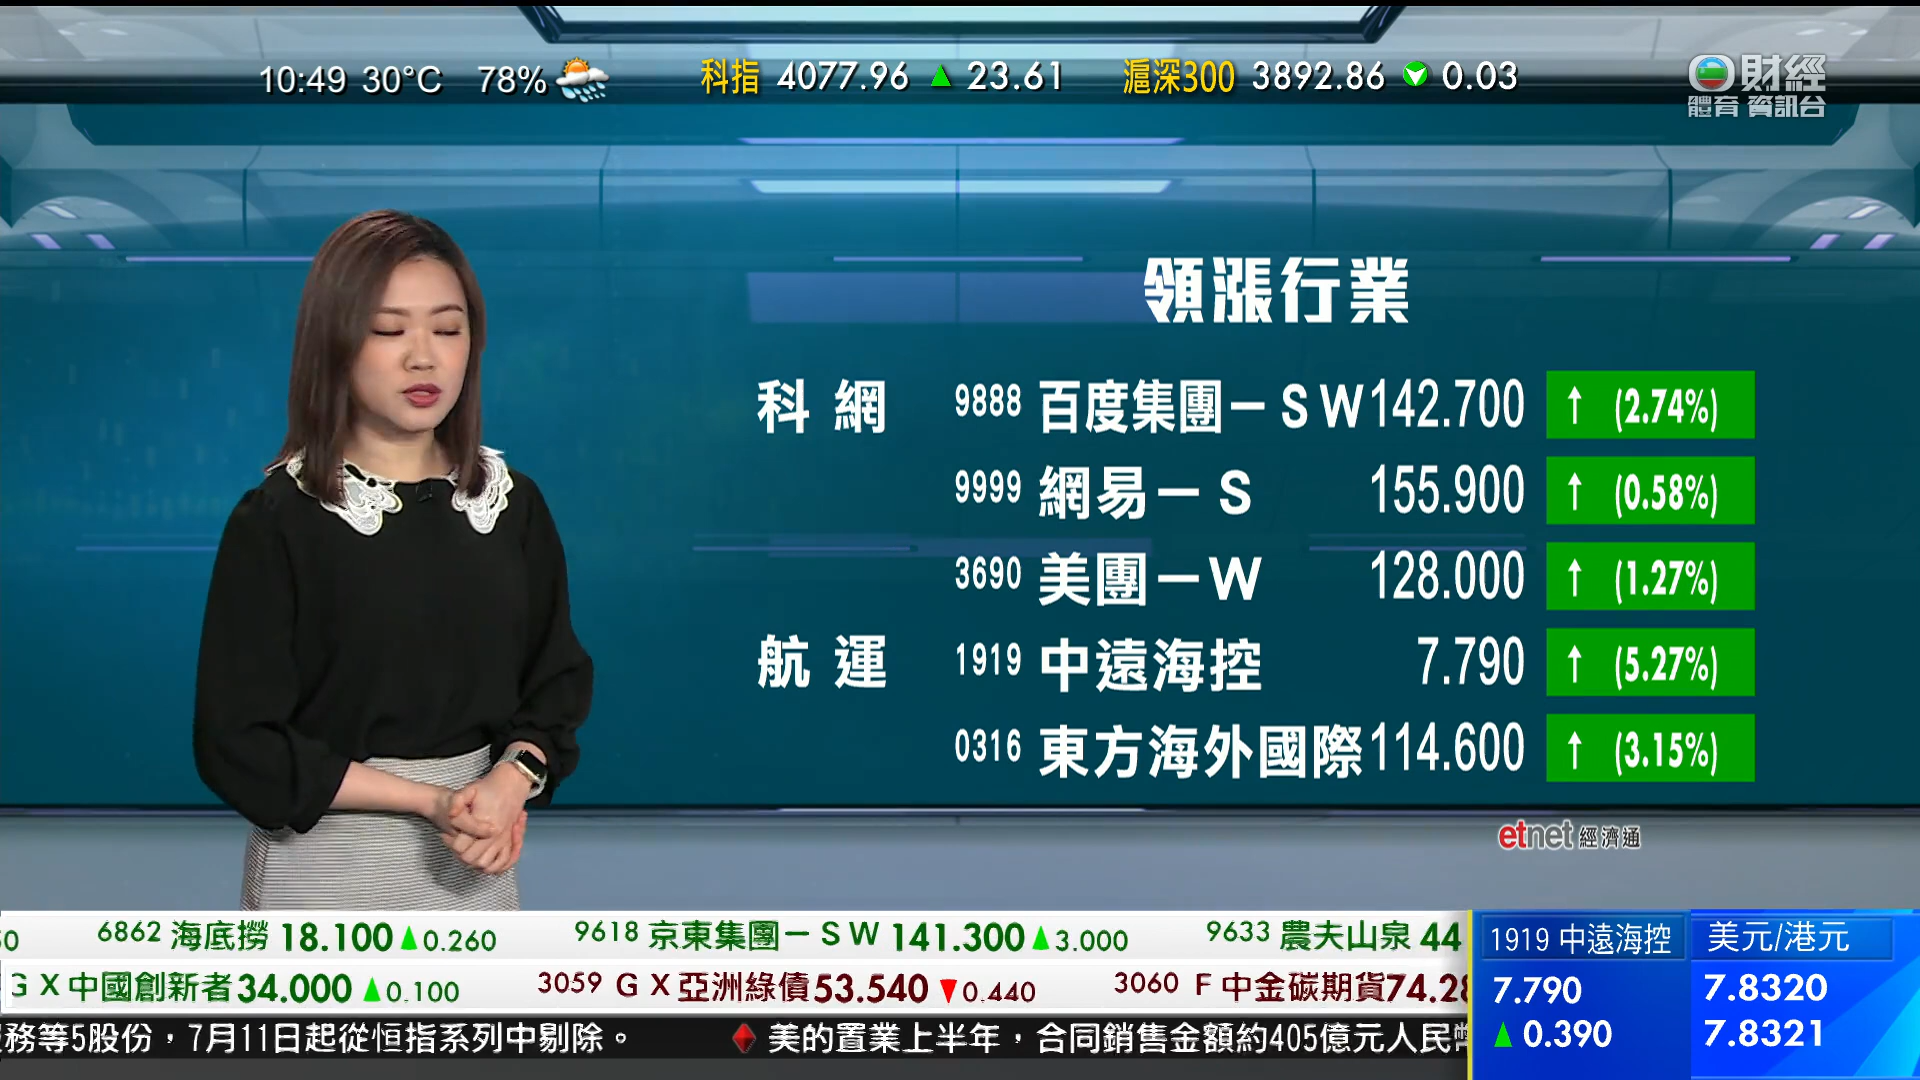 10:49 30°C 78% 科指 4077.96 ▲ 23.61 滬深300 3892.86 ▼ 0.03
財經
體育 資訊台
領漲行業
科網 9888 百度集團－SW 142.700 ↑ (2.74%)
9999 網易－S 155.900 ↑ (0.58%)
3690 美團－W 128.000 ↑ (1.27%)
航運 1919 中遠海控 7.790 ↑ (5.27%)
0316 東方海外國際 114.600 ↑ (3.15%)
etnet 經濟通
6862 海底撈 18.100 ▲ 0.260 9618 京東集團－SW 141.300 ▲ 3.000 9633 農夫山泉 44
GX中國創新者 34.000 ▲ 0.100 3059 GX亞洲綠債 53.540 ▼ 0.440 3060 F中金碳期貨 74.28
務等5股份，7月11日起從恒指系列中剔除。 ♦ 美的置業上半年，合同銷售金額約405億元人民幣
1919 中遠海控
7.790
▲ 0.390
美元/港元
7.8320
7.8321